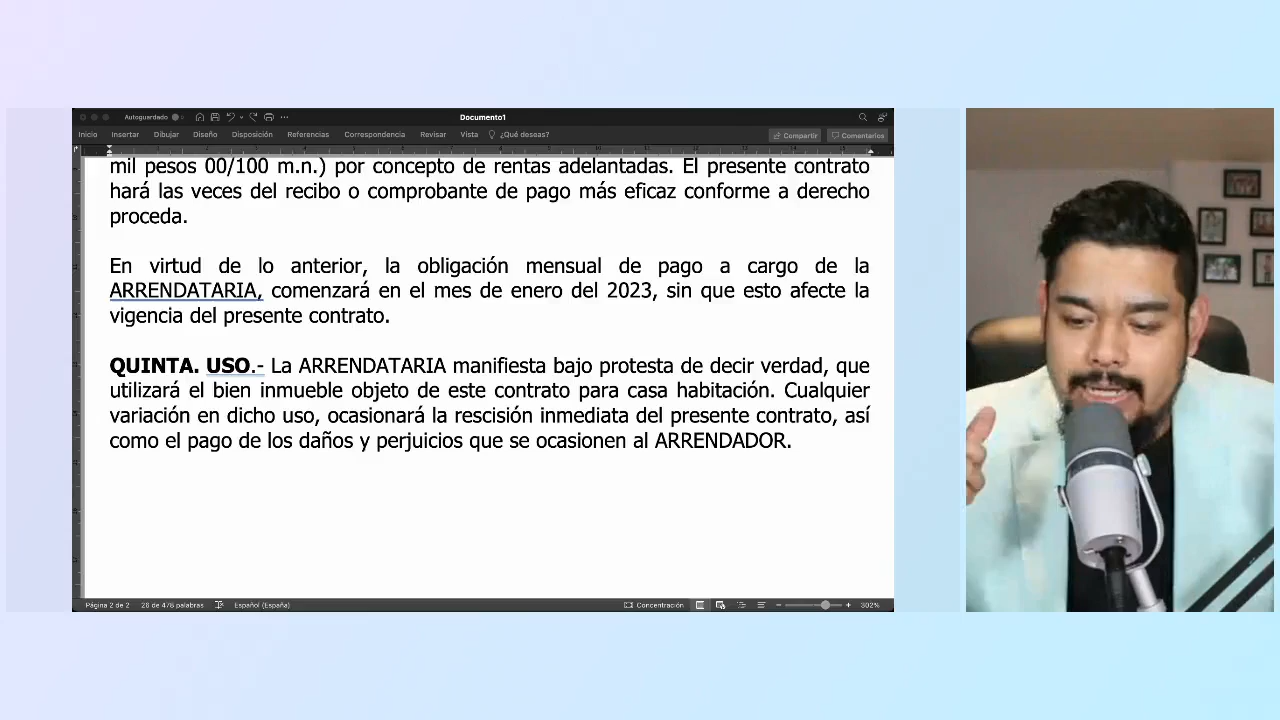 Autoguardado
Documento1
Inicio Insertar Dibujar Diseño Disposición Referencias Correspondencia Revisar Vista ¿Qué deseas? Compartir Comentarios
mil pesos 00/100 m.n.) por concepto de rentas adelantadas. El presente contrato
hará las veces del recibo o comprobante de pago más eficaz conforme a derecho
proceda.
En virtud de lo anterior, la obligación mensual de pago a cargo de la
ARRENDATARIA, comenzará en el mes de enero del 2023, sin que esto afecte la
vigencia del presente contrato.
QUINTA. USO.- La ARRENDATARIA manifiesta bajo protesta de decir verdad, que
utilizará el bien inmueble objeto de este contrato para casa habitación. Cualquier
variación en dicho uso, ocasionará la rescisión inmediata del presente contrato, así
como el pago de los daños y perjuicios que se ocasionen al ARRENDADOR.
Página 2 de 2 26 de 478 palabras Español (España) Concentración 302%